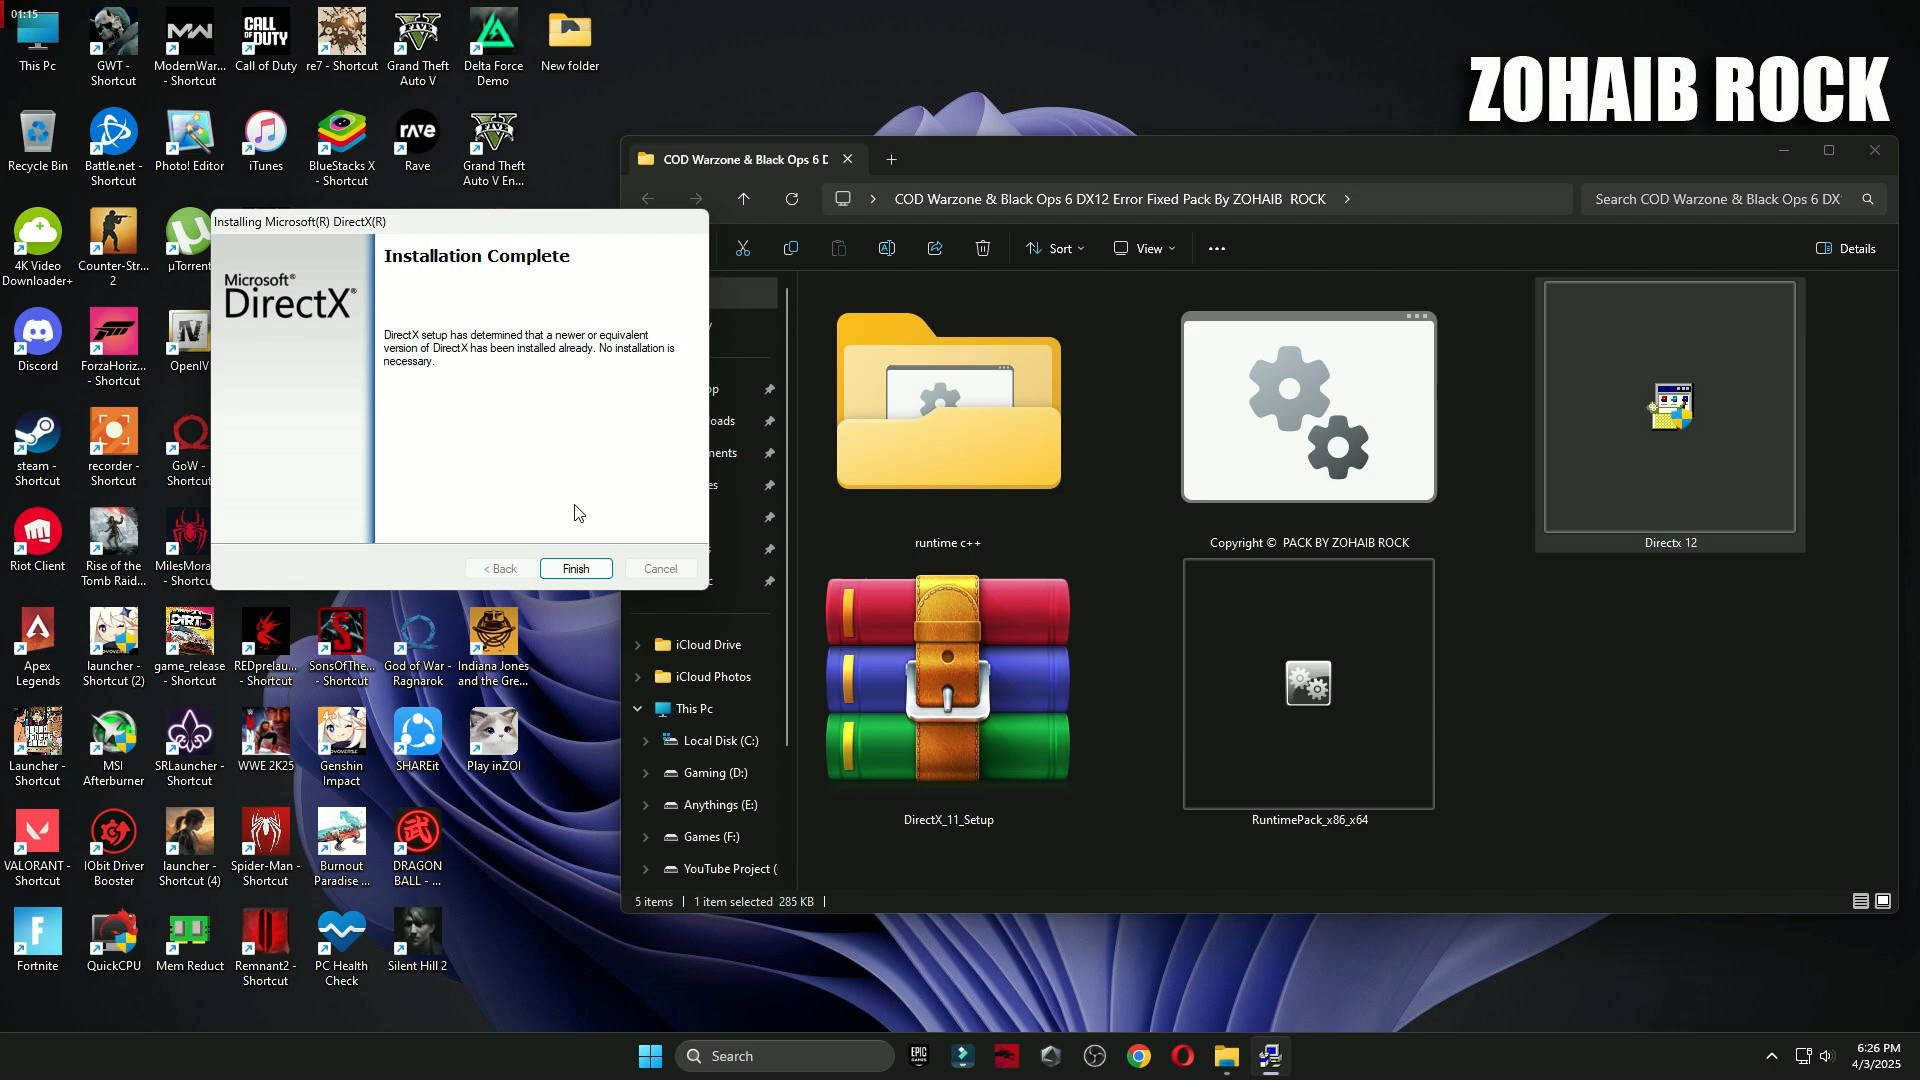 01:15
This Pc
GWT -
Shortcut
ModernWar...
- Shortcut
Call of Duty
CALL OF DUTY
re7 - Shortcut
Grand Theft
Auto V
Delta Force
Demo
New folder
ZOHAIB ROCK
Recycle Bin
Battle.net -
Shortcut
Photo! Editor
iTunes
BlueStacks X
- Shortcut
rave
Rave
Grand Theft
Auto V En...
COD Warzone & Black Ops 6 D
COD Warzone & Black Ops 6 DX12 Error Fixed Pack By ZOHAIB ROCK
Search COD Warzone & Black Ops 6 DX
Sort
View
Details
4K Video
Downloader+
Counter-Str...
2
µTorrent
Discord
ForzaHoriz...
- Shortcut
OpenIV
steam -
Shortcut
recorder -
Shortcut
GoW -
Shortcut
Riot Client
Rise of the
Tomb Raid...
MilesMora
- Shortcu
Installing Microsoft(R) DirectX(R)
Microsoft®
DirectX®
Installation Complete
DirectX setup has determined that a newer or equivalent
version of DirectX has been installed already. No installation is
necessary.
< Back
Finish
Cancel
op
oads
ments
es
iCloud Drive
iCloud Photos
This Pc
Local Disk (C:)
Gaming (D:)
Anythings (E:)
Games (F:)
YouTube Project (
runtime c++
Copyright © PACK BY ZOHAIB ROCK
Directx 12
DirectX_11_Setup
RuntimePack_x86_x64
5 items
1 item selected 285 KB
Apex
Legends
launcher -
Shortcut (2)
game_release
- Shortcut
REDprelau...
- Shortcut
SonsOfThe...
- Shortcut
God of War -
Ragnarok
Indiana Jones
and the Gre...
Launcher -
Shortcut
MSI
Afterburner
SRLauncher -
Shortcut
WWE 2K25
Genshin
Impact
SHAREit
Play inZOI
VALORANT -
Shortcut
IObit Driver
Booster
launcher -
Shortcut (4)
Spider-Man -
Shortcut
Burnout
Paradise ...
DRAGON
BALL - ...
Fortnite
QuickCPU
Mem Reduct
Remnant2 -
Shortcut
PC Health
Check
Silent Hill 2
Search
EPIC
GAMES
6:26 PM
4/3/2025